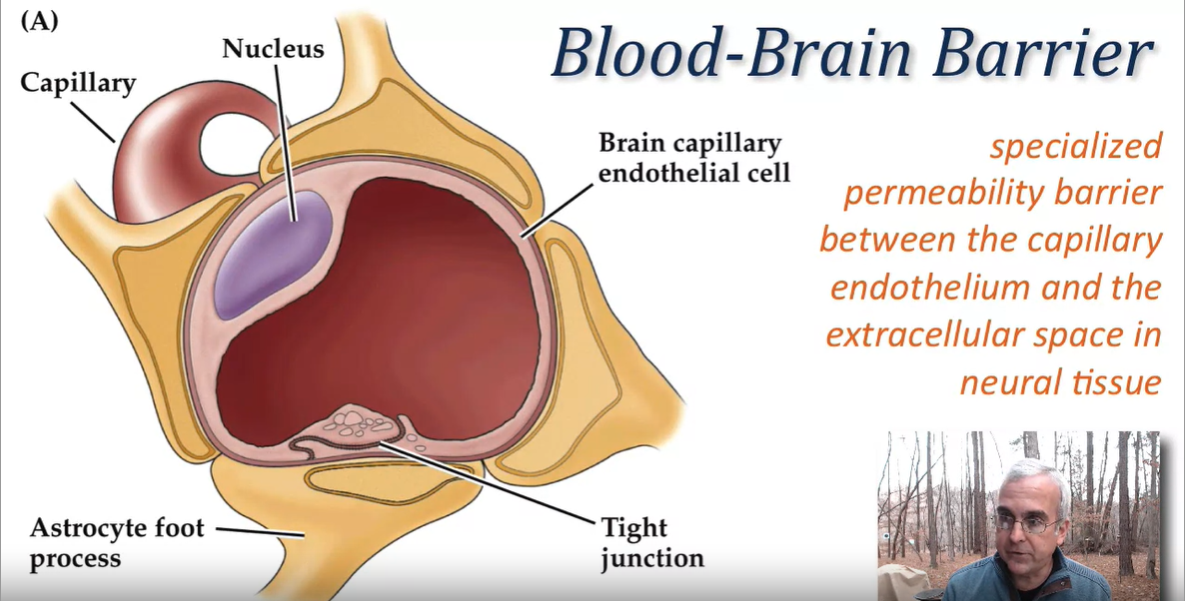 (A)
Nucleus
Capillary
Blood-Brain Barrier
Brain capillary
endothelial cell
specialized
permeability barrier
between the capillary
endothelium and the
extracellular space in
neural tissue
Astrocyte foot
process
Tight
junction